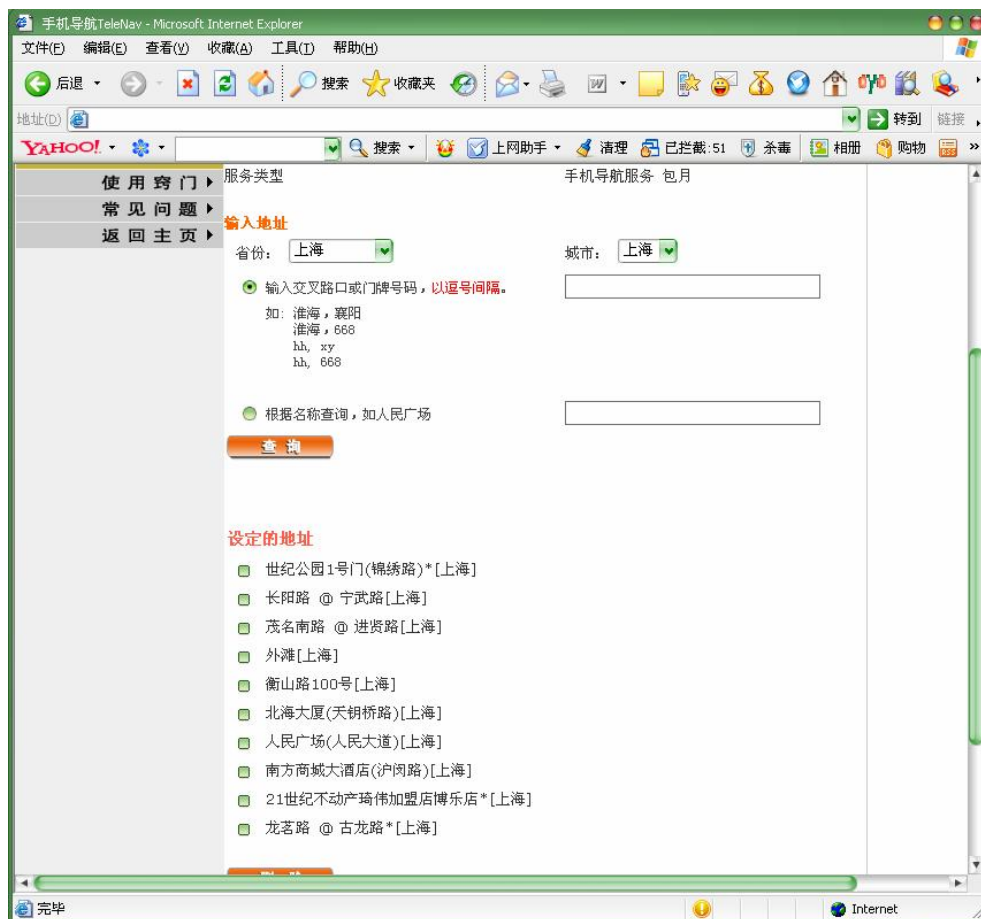 手机导航TeleNav - Microsoft Internet Explorer
文件(F) 编辑(E) 查看(V) 收藏(A) 工具(T) 帮助(H)
后退 搜索 收藏夹
地址(D) 转到 链接
YAHOO! 搜索 上网助手 清理 已拦截:51 杀毒 相册 购物 »
使用窍门 服务类型 手机导航服务 包月
常见问题
返回主页
输入地址
省份: 上海 城市: 上海
输入交叉路口或门牌号码,以逗号间隔。
如: 淮海,襄阳
淮海,668
hh, xy
hh, 668
根据名称查询,如人民广场
查 询
设定的地址
世纪公园1号门(锦绣路)*[上海]
长阳路 @ 宁武路[上海]
茂名南路 @ 进贤路[上海]
外滩[上海]
衡山路100号[上海]
北海大厦(天钥桥路)[上海]
人民广场(人民大道)[上海]
南方商城大酒店(沪闵路)[上海]
21世纪不动产琦伟加盟店博乐店*[上海]
龙茗路 @ 古龙路*[上海]
完毕 Internet